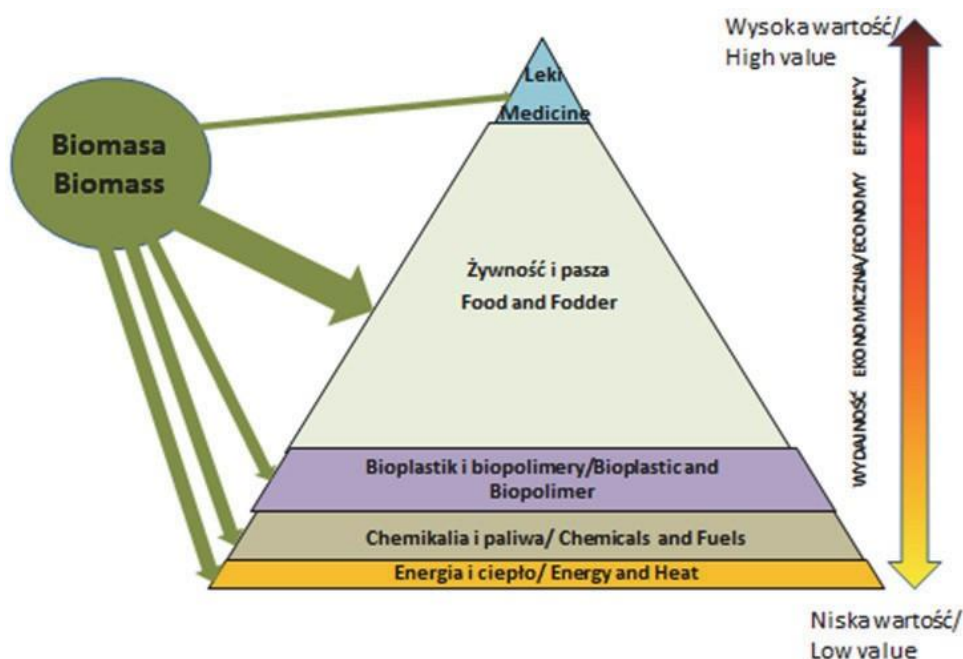 Biomasa
Biomass
Leki
Medicine
Żywność i pasza
Food and Fodder
Bioplastik i biopolimery/Bioplastic and
Biopolimer
Chemikalia i paliwa/ Chemicals and Fuels
Energia i ciepło/ Energy and Heat
Wysoka wartość/
High value
WYDAJNOŚĆ EKONOMICZNA/ECONOMY EFFICENCY
Niska wartość/
Low value